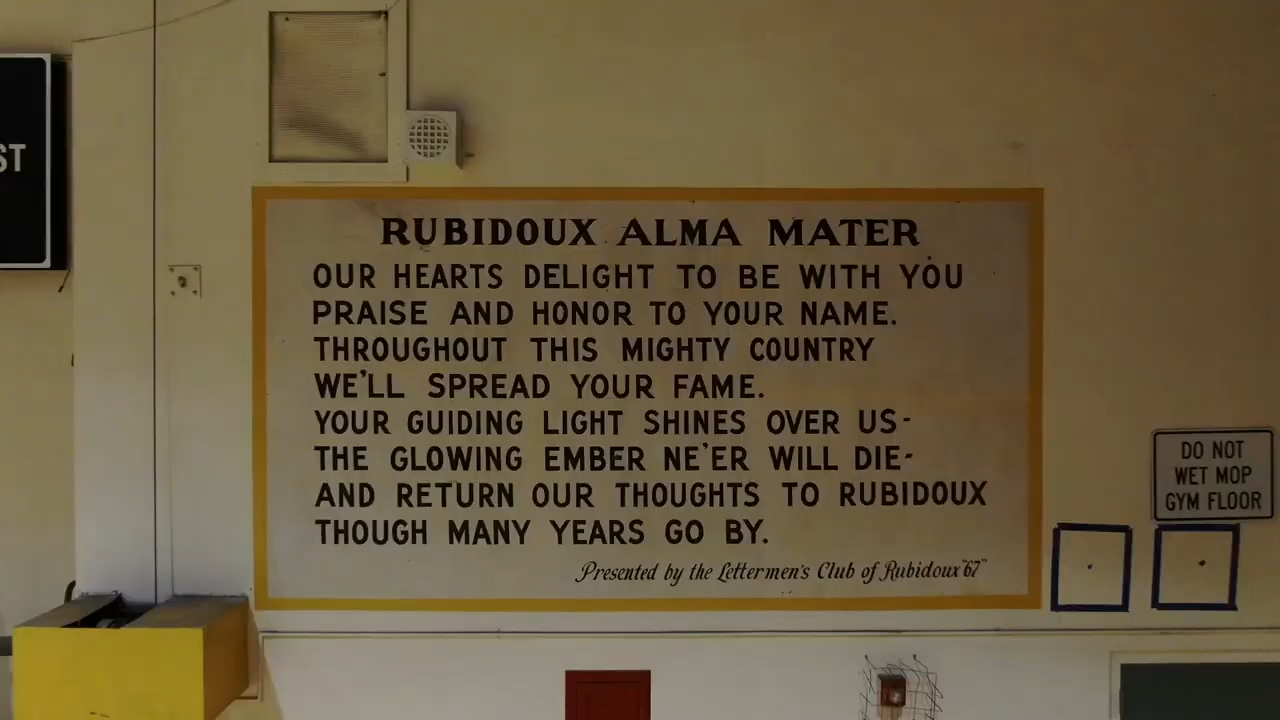 ST
RUBIDOUX ALMA MATER
OUR HEARTS DELIGHT TO BE WITH YOU
PRAISE AND HONOR TO YOUR NAME.
THROUGHOUT THIS MIGHTY COUNTRY
WE'LL SPREAD YOUR FAME.
YOUR GUIDING LIGHT SHINES OVER US-
THE GLOWING EMBER NE'ER WILL DIE-
AND RETURN OUR THOUGHTS TO RUBIDOUX
THOUGH MANY YEARS GO BY.
Presented by the Lettermen's Club of Rubidoux "67"
DO NOT
WET MOP
GYM FLOOR